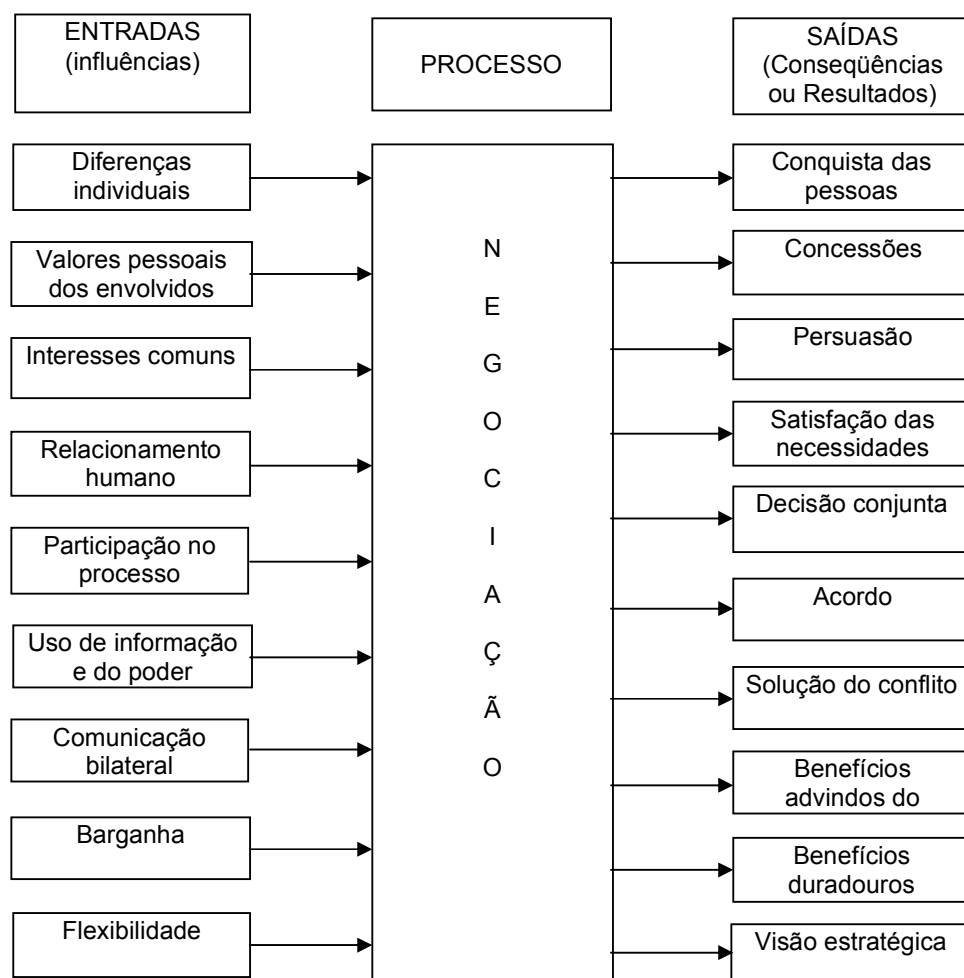 ENTRADAS
(influências)
PROCESSO
SAÍDAS
(Conseqüências
ou Resultados)
Diferenças
individuais
Valores pessoais
dos envolvidos
Interesses comuns
Relacionamento
humano
Participação no
processo
Uso de informação
e do poder
Comunicação
bilateral
Barganha
Flexibilidade
N
E
G
O
C
I
A
Ç
Ã
O
Conquista das
pessoas
Concessões
Persuasão
Satisfação das
necessidades
Decisão conjunta
Acordo
Solução do conflito
Benefícios
advindos do
Benefícios
duradouros
Visão estratégica